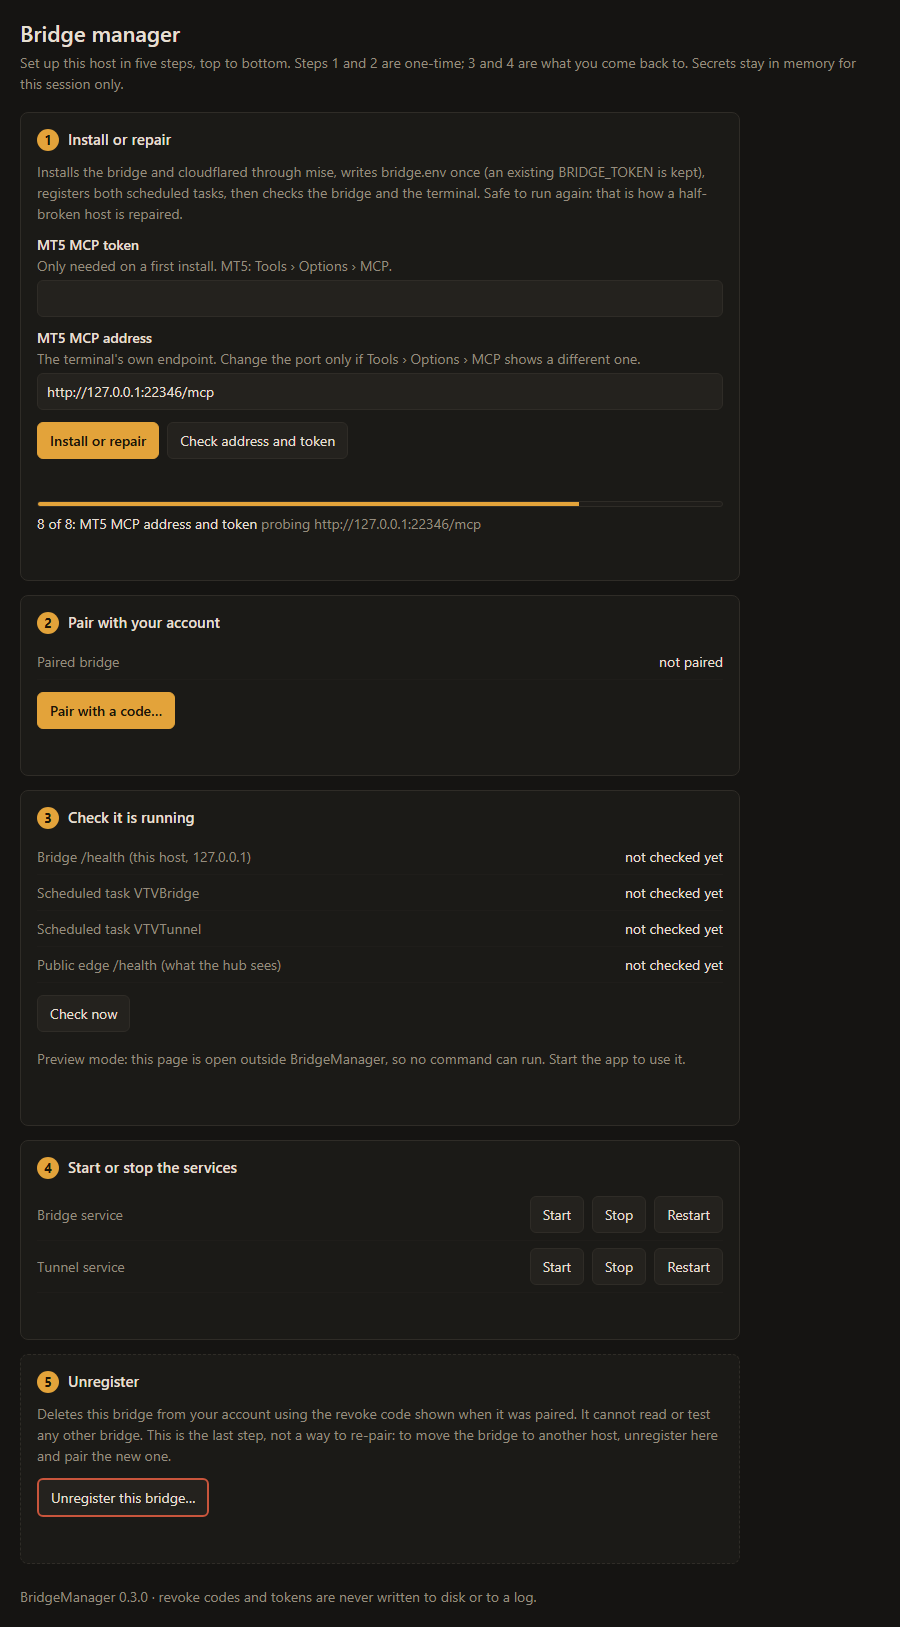 Bridge manager
Set up this host in five steps, top to bottom. Steps 1 and 2 are one-time; 3 and 4 are what you come back to. Secrets stay in memory for
this session only.
1 Install or repair
Installs the bridge and cloudflared through mise, writes bridge.env once (an existing BRIDGE_TOKEN is kept),
registers both scheduled tasks, then checks the bridge and the terminal. Safe to run again: that is how a half-
broken host is repaired.
MT5 MCP token
Only needed on a first install. MT5: Tools › Options › MCP.
MT5 MCP address
The terminal's own endpoint. Change the port only if Tools › Options › MCP shows a different one.
http://127.0.0.1:22346/mcp
Install or repair Check address and token
8 of 8: MT5 MCP address and token probing http://127.0.0.1:22346/mcp
2 Pair with your account
Paired bridge not paired
Pair with a code...
3 Check it is running
Bridge /health (this host, 127.0.0.1) not checked yet
Scheduled task VTVBridge not checked yet
Scheduled task VTVTunnel not checked yet
Public edge /health (what the hub sees) not checked yet
Check now
Preview mode: this page is open outside BridgeManager, so no command can run. Start the app to use it.
4 Start or stop the services
Bridge service Start Stop Restart
Tunnel service Start Stop Restart
5 Unregister
Deletes this bridge from your account using the revoke code shown when it was paired. It cannot read or test
any other bridge. This is the last step, not a way to re-pair: to move the bridge to another host, unregister here
and pair the new one.
Unregister this bridge...
BridgeManager 0.3.0 · revoke codes and tokens are never written to disk or to a log.